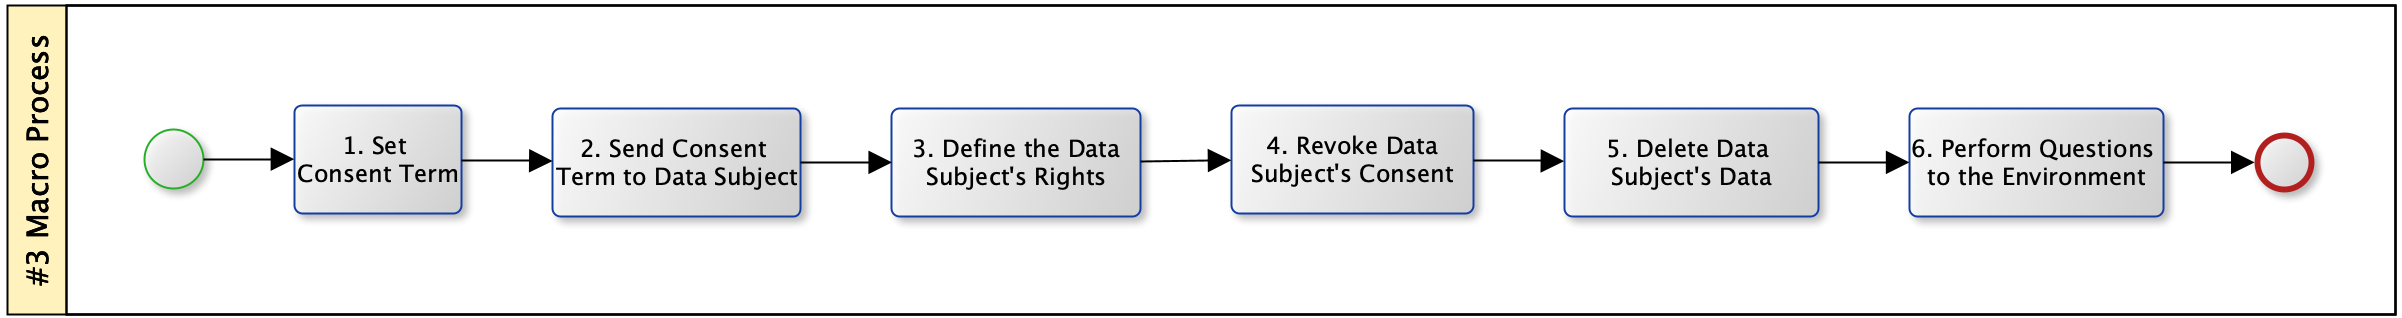 #3 Macro Process
1. Set
Consent Term
2. Send Consent
Term to Data Subject
3. Define the Data
Subject's Rights
4. Revoke Data
Subject's Consent
5. Delete Data
Subject's Data
6. Perform Questions
to the Environment